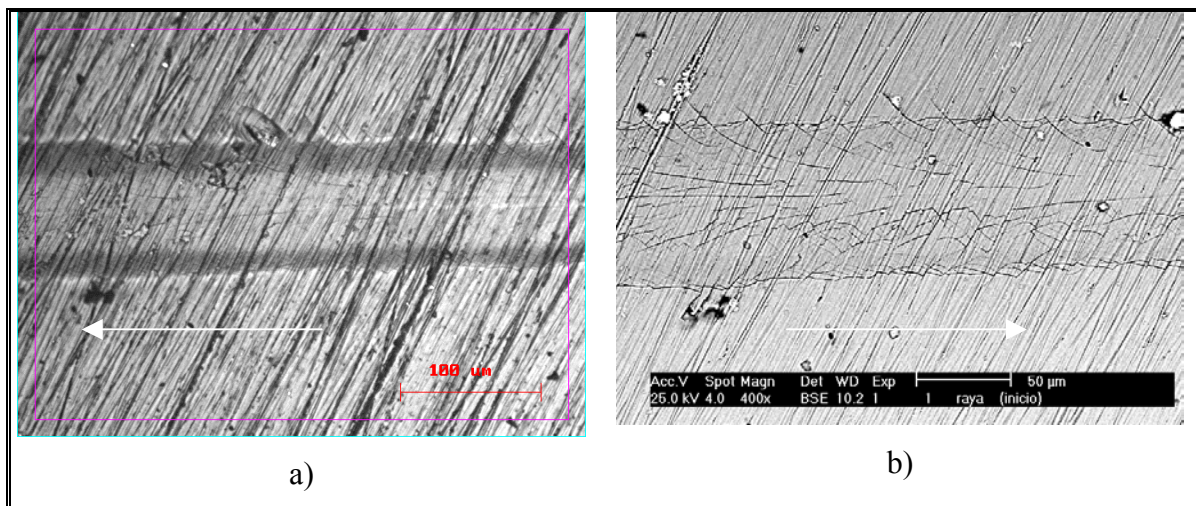 100 um
Acc.V Spot Magn Det WD Exp 50 µm
25.0 kV 4.0 400x BSE 10.2 1 1 raya (inicio)
a) b)